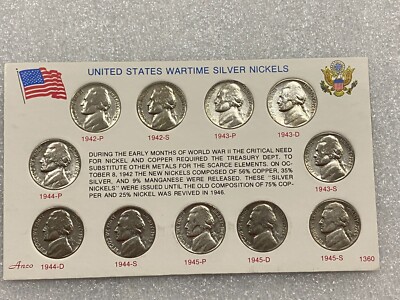 UNITED STATES WARTIME SILVER NICKELS
1942-P
1942-S
1943-P
1943-D
DURING THE EARLY MONTHS OF WORLD WAR II THE CRITICAL NEED
FOR NICKEL AND COPPER REQUIRED THE TREASURY DEPT. TO
SUBSTITUTE OTHER METALS FOR THE SCARCE ELEMENTS. ON OC-
TOBER 8, 1942 THE NEW NICKELS COMPOSED OF 56% COPPER, 35%
SILVER, AND 9% MANGANESE WERE RELEASED. THESE "SILVER
NICKELS" WERE ISSUED UNTIL THE OLD COMPOSITION OF 75% COP-
PER AND 25% NICKEL WAS REVIVED IN 1946.
1944-P
1943-S
Anco
1944-D
1944-S
1945-P
1945-D
1945-S
1360